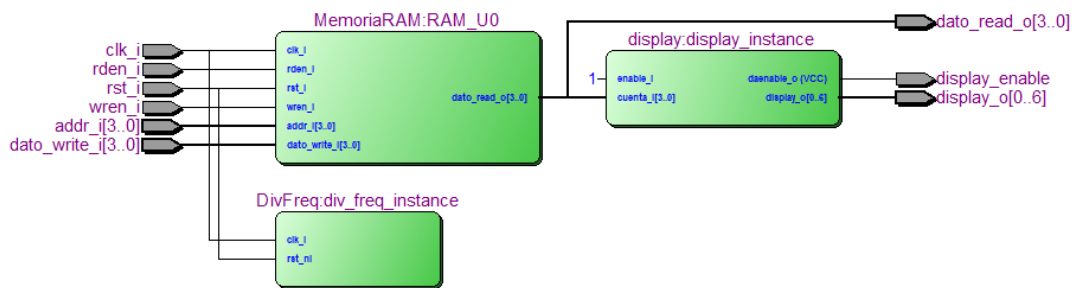 MemoriaRAM:RAM_U0
clk_i
rden_i
rst_i
wren_i
addr_i[3..0]
dato_write_i[3..0]
clk_i
rden_i
rst_i
wren_i
addr_i[3..0]
dato_write_i[3..0]
dato_read_o[3..0]
display:display_instance
1
enable_i
cuenta_i[3..0]
daenable_o (VCC)
display_o[0..6]
dato_read_o[3..0]
display_enable
display_o[0..6]
DivFreq:div_freq_instance
clk_i
rst_ni